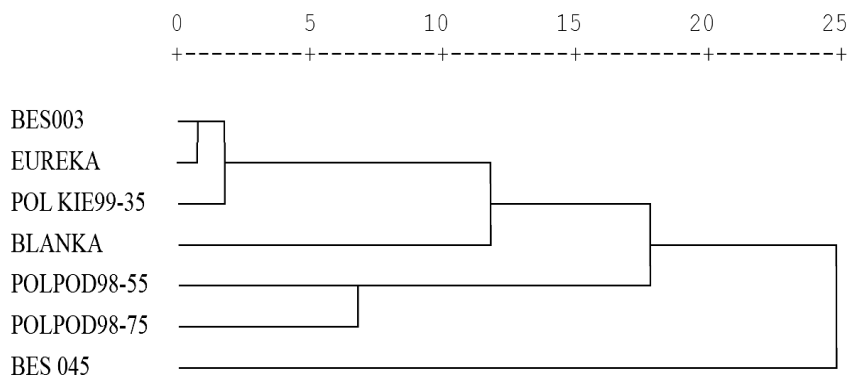 0 5 10 15 20 25
+---------+---------+---------+---------+---------+
BES003
EUREKA
POL KIE99-35
BLANKA
POLPOD98-55
POLPOD98-75
BES 045